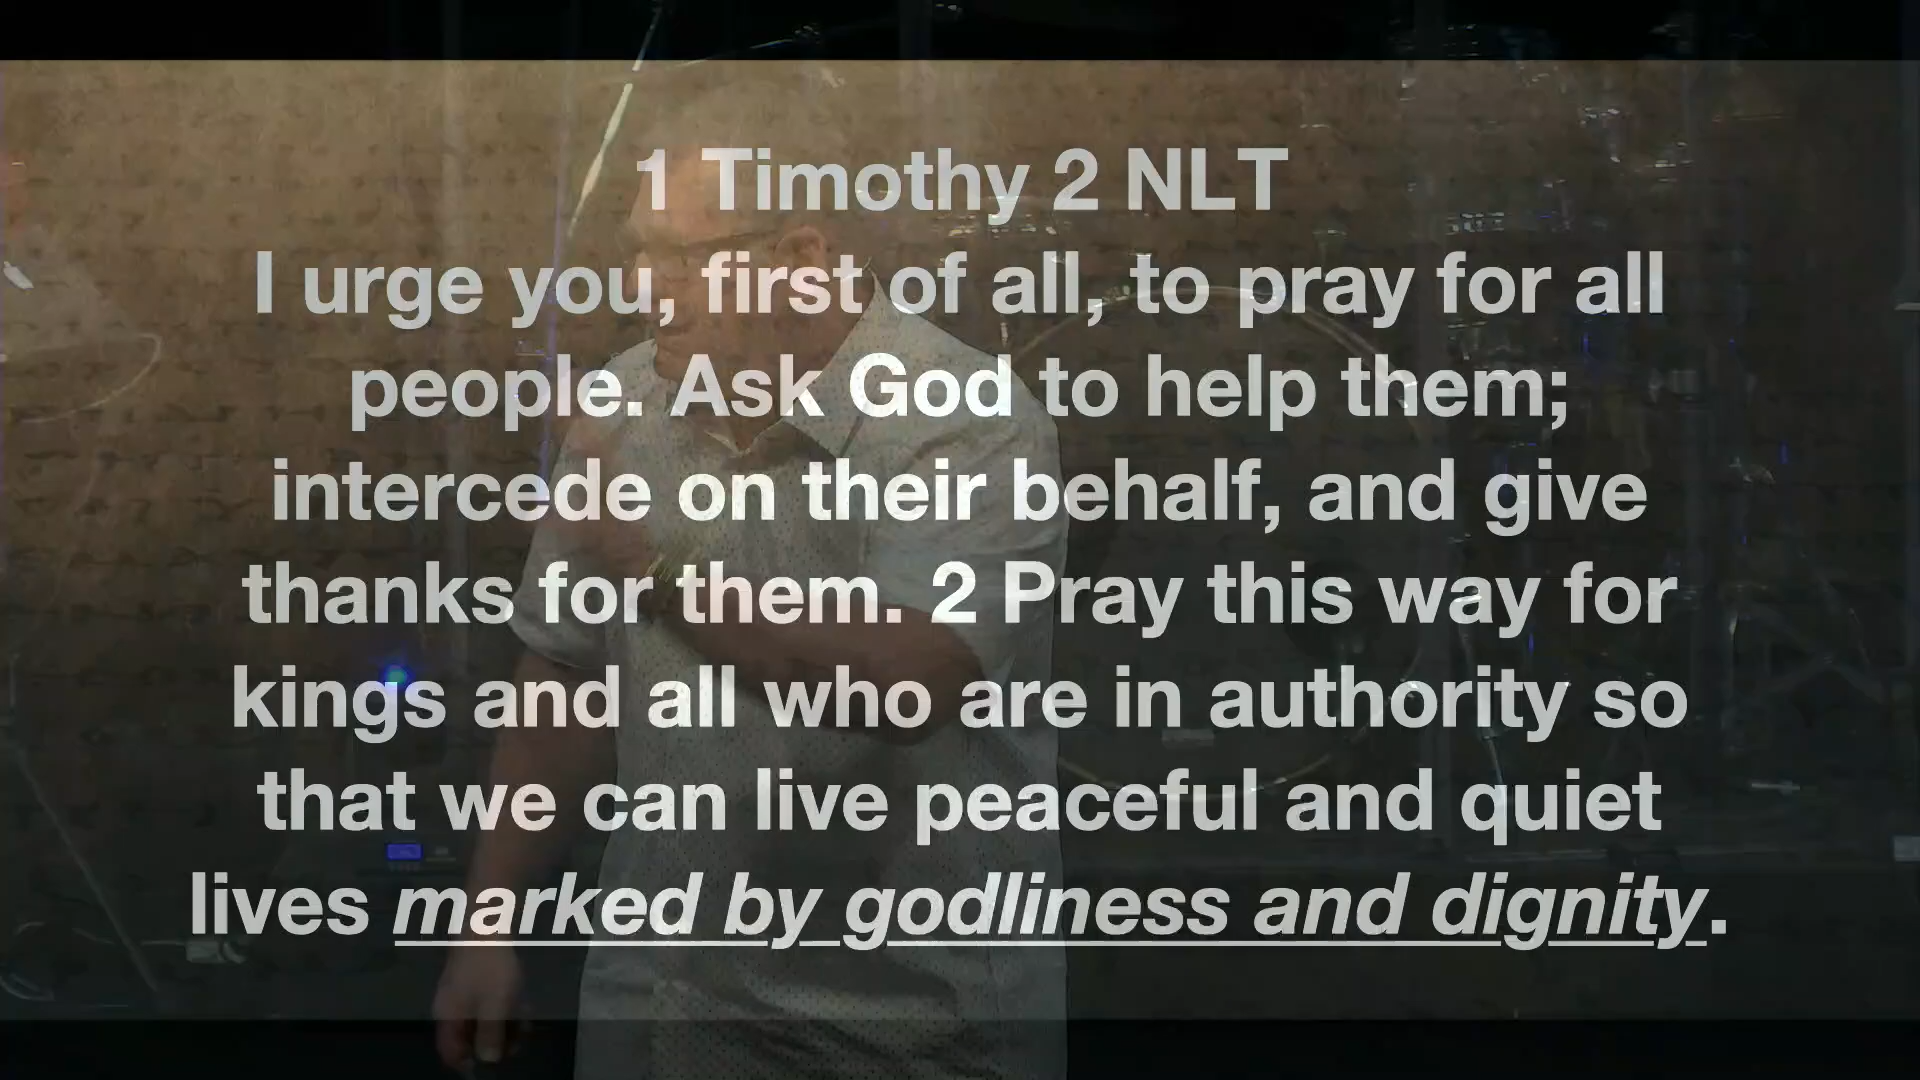 1 Timothy 2 NLT
I urge you, first of all, to pray for all
people. Ask God to help them;
intercede on their behalf, and give
thanks for them. 2 Pray this way for
kings and all who are in authority so
that we can live peaceful and quiet
lives marked by godliness and dignity.